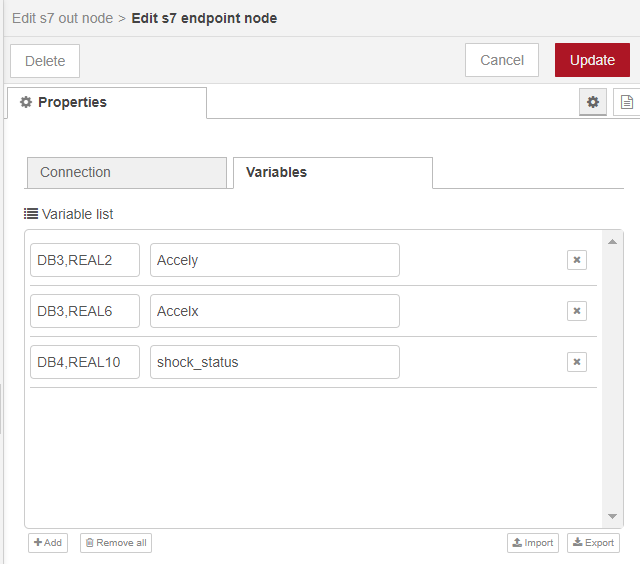 Edit s7 out node > Edit s7 endpoint node
Delete
Cancel
Update
Properties
Connection
Variables
Variable list
DB3,REAL2
Accely
DB3,REAL6
Accelx
DB4,REAL10
shock_status
Add
Remove all
Import
Export